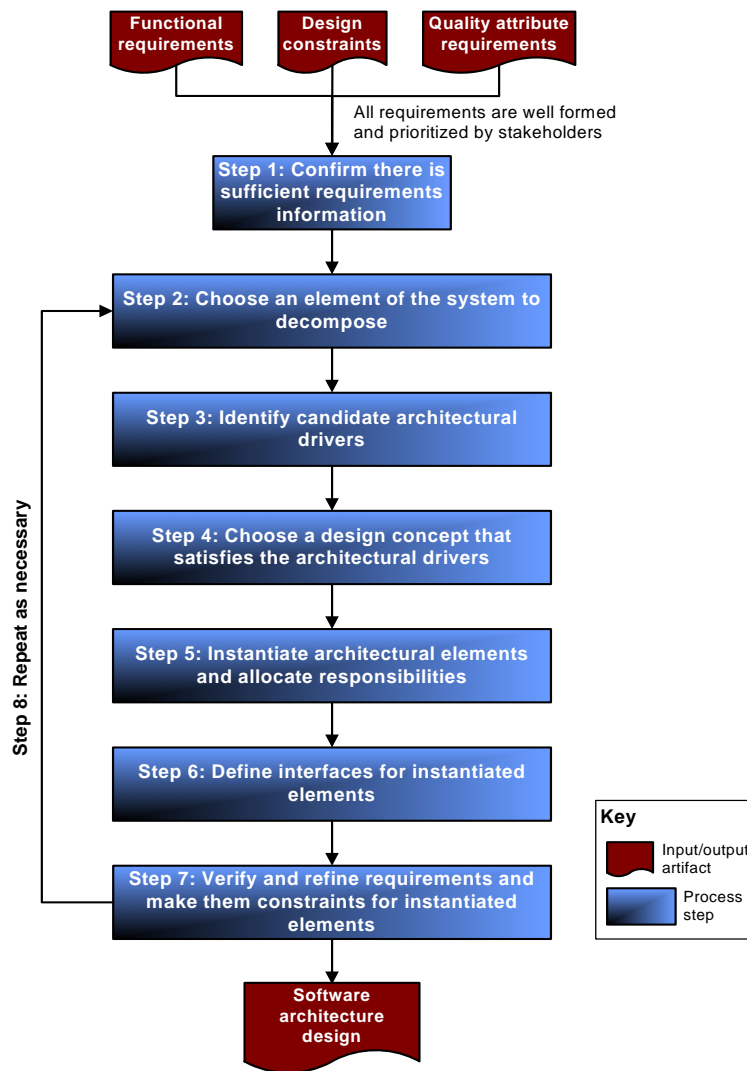 Functional
requirements
Design
constraints
Quality attribute
requirements
All requirements are well formed
and prioritized by stakeholders
Step 1: Confirm there is
sufficient requirements
information
Step 2: Choose an element of the system to
decompose
Step 3: Identify candidate architectural
drivers
Step 4: Choose a design concept that
satisfies the architectural drivers
Step 5: Instantiate architectural elements
and allocate responsibilities
Step 6: Define interfaces for instantiated
elements
Step 7: Verify and refine requirements and
make them constraints for instantiated
elements
Step 8: Repeat as necessary
Software
architecture
design
Key
Input/output
artifact
Process
step